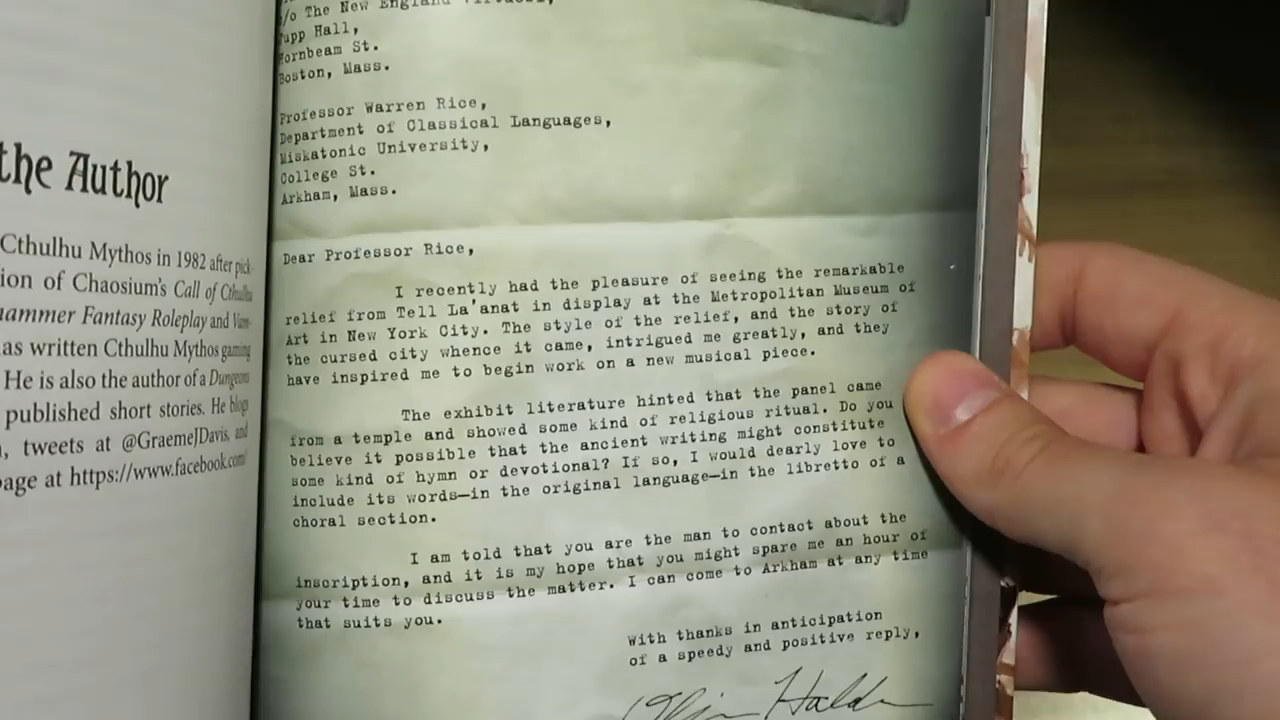 the Author
Cthulhu Mythos in 1982 after pick-
ion of Chaosium's Call of Cthulhu
ammer Fantasy Roleplay and Vam-
as written Cthulhu Mythos gaming
He is also the author of a Dungeons
published short stories. He blogs
, tweets at @GraemeJDavis, and
page at https://www.facebook.com/
c/o The New England Virtuosi,
Tupp Hall,
Hornbeam St.
Boston, Mass.
Professor Warren Rice,
Department of Classical Languages,
Miskatonic University,
College St.
Arkham, Mass.
Dear Professor Rice,
I recently had the pleasure of seeing the remarkable
relief from Tell La'anat in display at the Metropolitan Museum of
Art in New York City. The style of the relief, and the story of
the cursed city whence it came, intrigued me greatly, and they
have inspired me to begin work on a new musical piece.
The exhibit literature hinted that the panel came
from a temple and showed some kind of religious ritual. Do you
believe it possible that the ancient writing might constitute
some kind of hymn or devotional? If so, I would dearly love to
include its words—in the original language—in the libretto of a
choral section.
I am told that you are the man to contact about the
inscription, and it is my hope that you might spare me an hour of
your time to discuss the matter. I can come to Arkham at any time
that suits you.
With thanks in anticipation
of a speedy and positive reply,